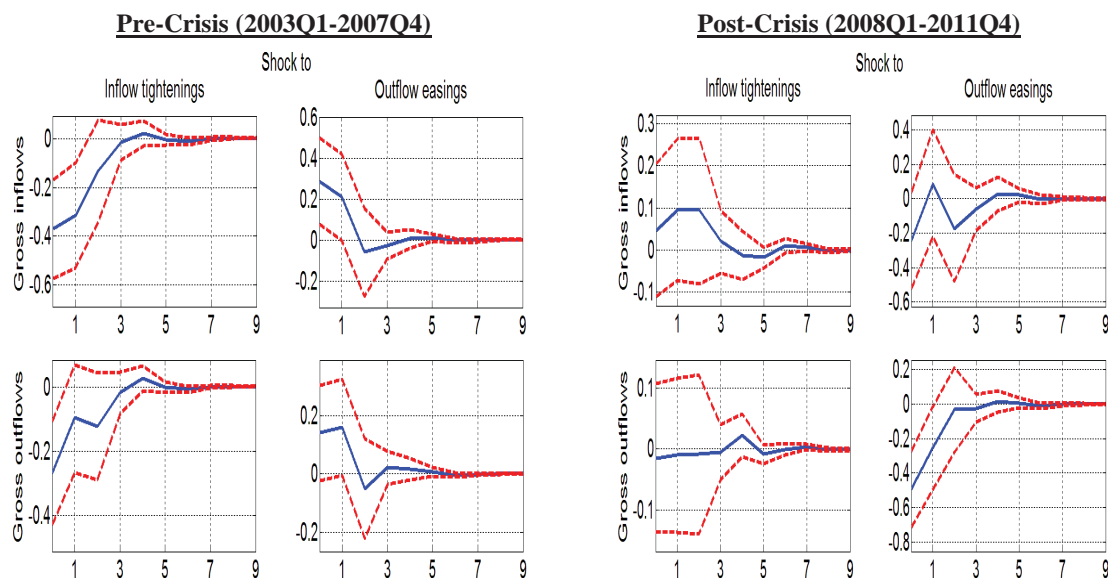 Pre-Crisis (2003Q1-2007Q4)
Post-Crisis (2008Q1-2011Q4)
Shock to
Inflow tightenings
Outflow easings
Shock to
Inflow tightenings
Outflow easings
Gross inflows
0
-0.2
-0.4
-0.6
1 3 5 7 9
0.6
0.4
0.2
0
-0.2
1 3 5 7 9
Gross inflows
0.3
0.2
0.1
0
-0.1
1 3 5 7 9
0.4
0.2
0
-0.2
-0.4
-0.6
1 3 5 7 9
Gross outflows
0
-0.2
-0.4
1 3 5 7 9
0.2
0
-0.2
1 3 5 7 9
Gross outflows
0.1
0
-0.1
1 3 5 7 9
0.2
0
-0.2
-0.4
-0.6
-0.8
1 3 5 7 9